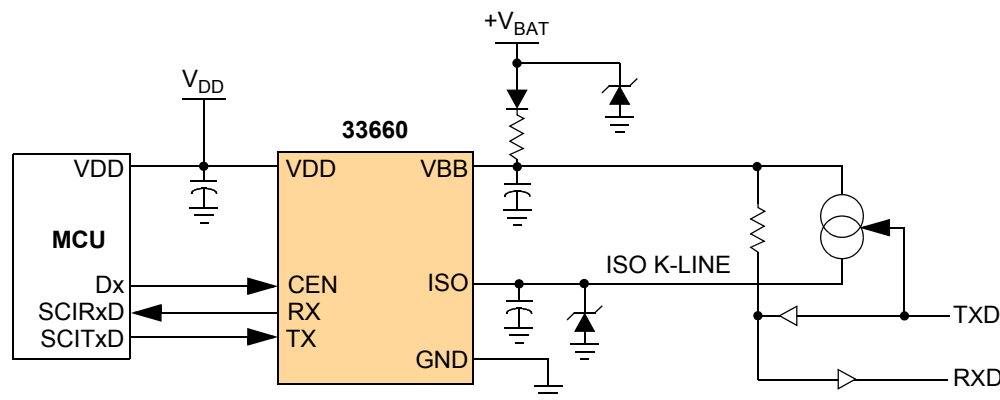 +VBAT
VDD
33660
VDD
VDD
VBB
MCU
ISO K-LINE
Dx
CEN
ISO
SCIRxD
RX
SCITxD
TX
TXD
GND
RXD